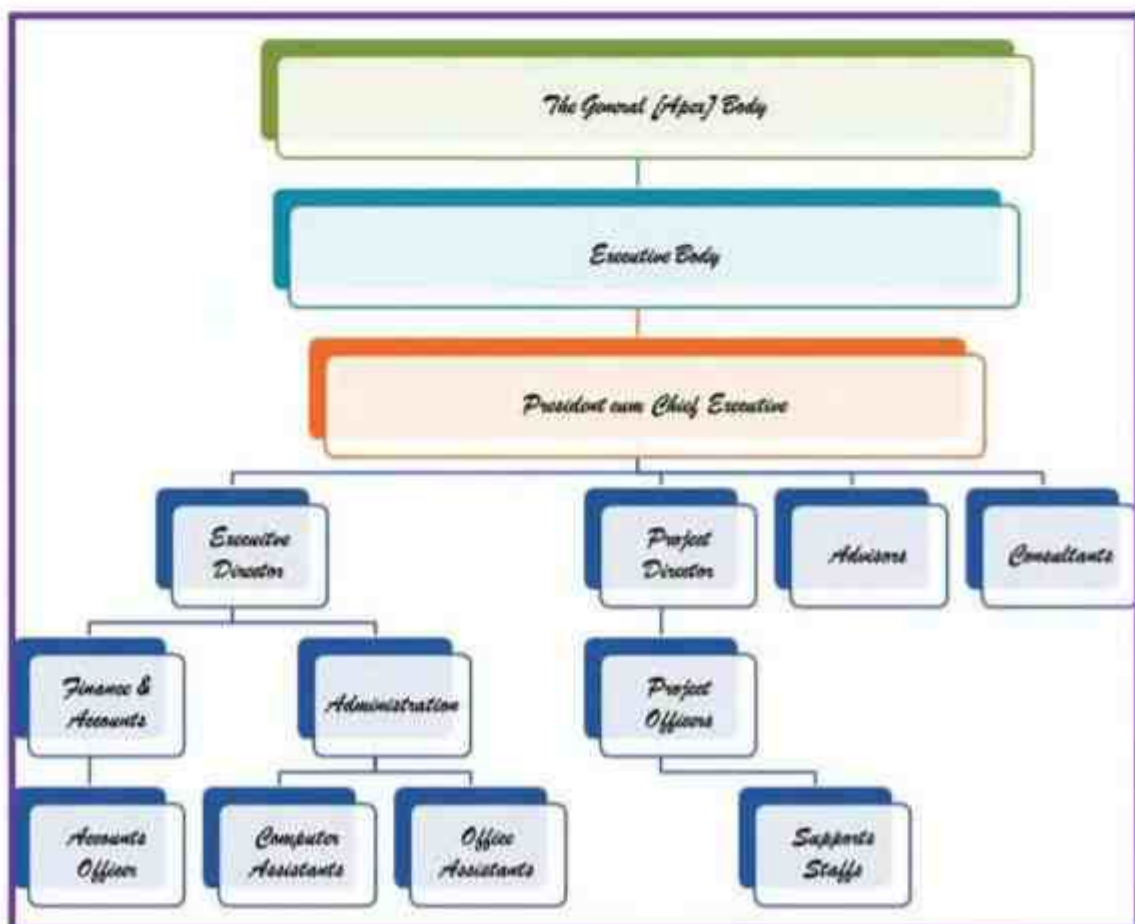 The General [Apex] Body
Executive Body
President cum Chief Executive
Execuitve
Director
Project
Director
Advisors
Consultants
Finance &
Accounts
Administration
Project
Officers
Accounts
Officer
Computer
Assistants
Office
Assistants
Supports
Staffs